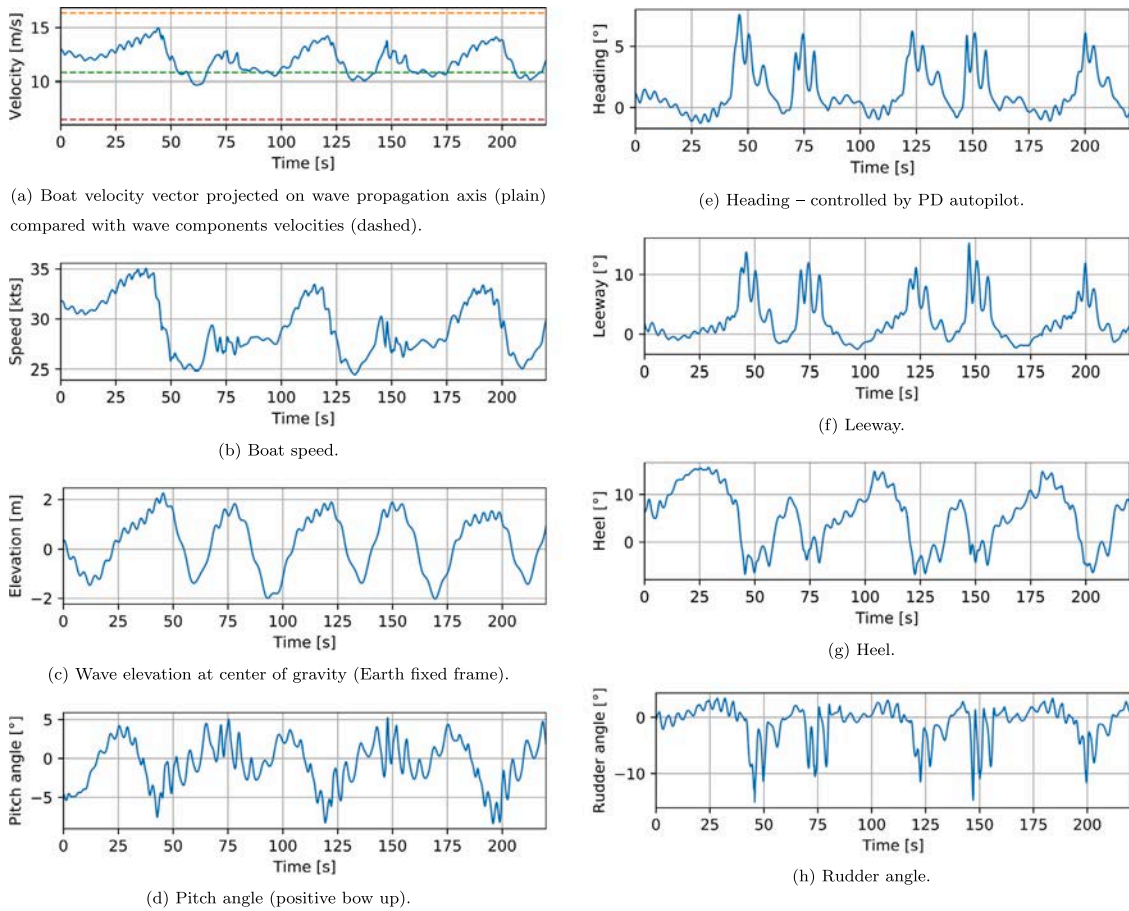 Velocity [m/s]
15
10
0 25 50 75 100 125 150 175 200
Time [s]
(a) Boat velocity vector projected on wave propagation axis (plain)
compared with wave components velocities (dashed).
Speed [kts]
35
30
25
0 25 50 75 100 125 150 175 200
Time [s]
(b) Boat speed.
Elevation [m]
2
0
−2
0 25 50 75 100 125 150 175 200
Time [s]
(c) Wave elevation at center of gravity (Earth fixed frame).
Pitch angle [°]
5
0
−5
0 25 50 75 100 125 150 175 200
Time [s]
(d) Pitch angle (positive bow up).
Heading [°]
5
0
0 25 50 75 100 125 150 175 200
Time [s]
(e) Heading – controlled by PD autopilot.
Leeway [°]
10
0
0 25 50 75 100 125 150 175 200
Time [s]
(f) Leeway.
Heel [°]
10
0
0 25 50 75 100 125 150 175 200
Time [s]
(g) Heel.
Rudder angle [°]
0
−10
0 25 50 75 100 125 150 175 200
Time [s]
(h) Rudder angle.